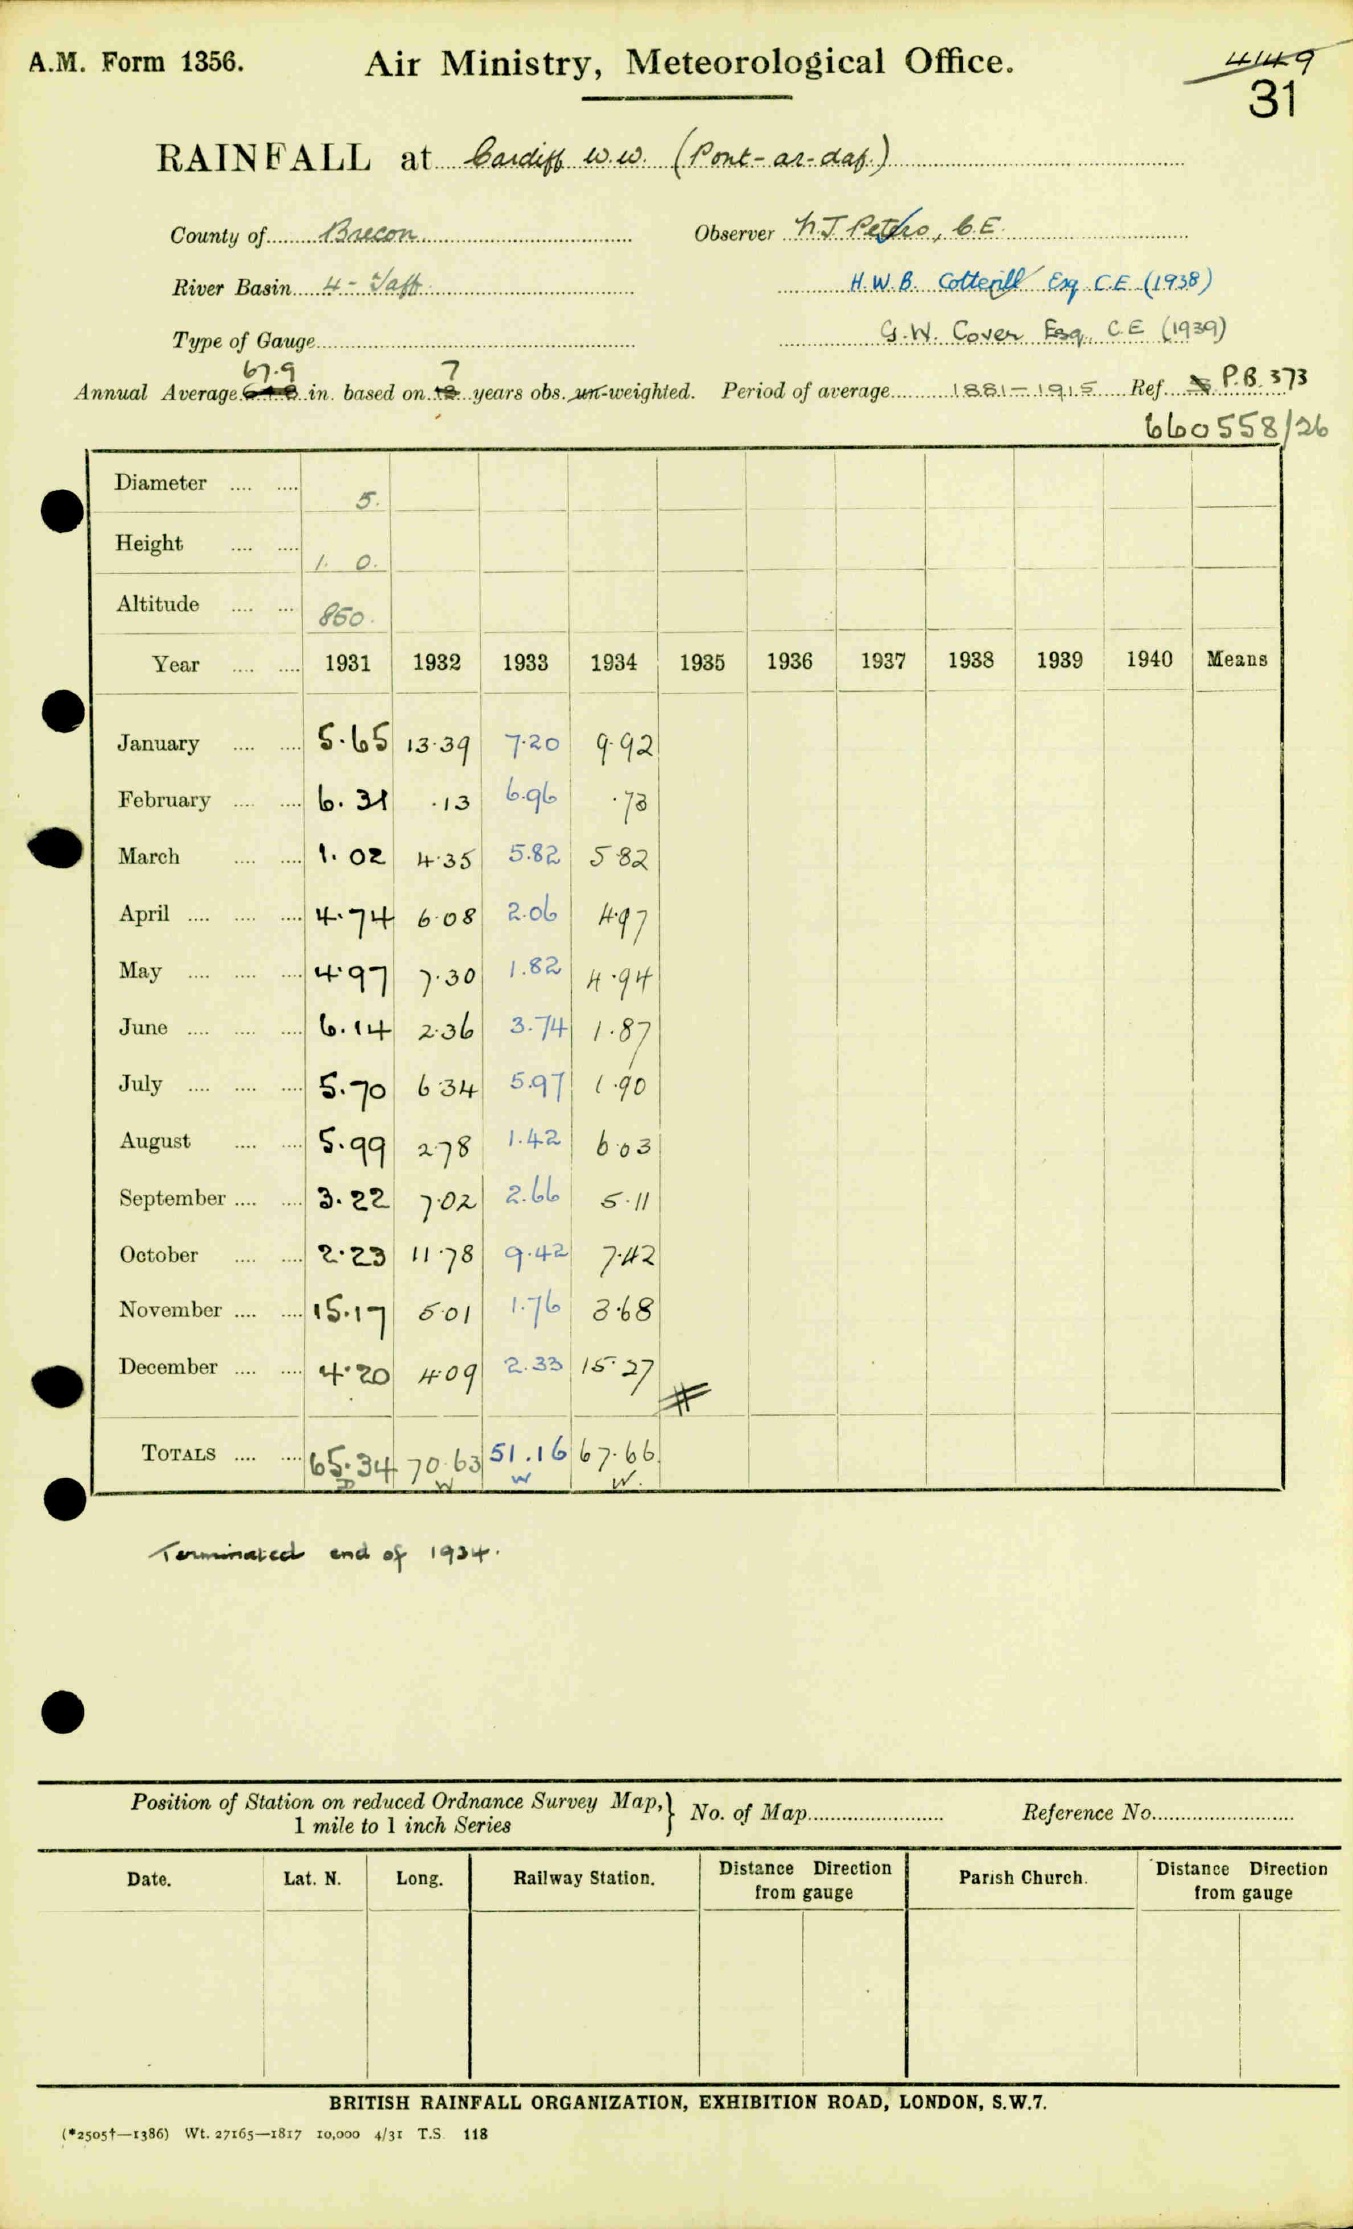 A.M. Form 1356. Air Ministry, Meteorological Office. 4149
31
RAINFALL at Cardiff W.W. (Pont-ar-daf.)
County of Brecon Observer N.J. Peters, C.E.
River Basin 4 - Taff H.W.B. Cotterill Esq C.E (1938)
Type of Gauge G.W. Cover Esq. C.E (1939)
67.9 7
Annual Average in. based on years obs. un-weighted. Period of average 1881-1915 Ref. P.B. 373
660558/26
Diameter 5.
Height 1. 0.
Altitude 850.
Year 1931 1932 1933 1934 1935 1936 1937 1938 1939 1940 Means
January 5.65 13.39 7.20 9.92
February 6.31 .13 6.96 .73
March 1.02 4.35 5.82 5.82
April 4.74 6.08 2.06 4.97
May 4.97 7.30 1.82 4.94
June 6.14 2.36 3.74 1.87
July 5.70 6.34 5.97 1.90
August 5.99 2.78 1.42 6.03
September 3.22 7.02 2.66 5.11
October 2.23 11.78 9.42 7.42
November 15.17 5.01 1.76 3.68
December 4.20 4.09 2.33 15.27
TOTALS 65.34 70.63 51.16 67.66
D W W W.
Terminated end of 1934.
Position of Station on reduced Ordnance Survey Map, } No. of Map Reference No.
1 mile to 1 inch Series
Date. Lat. N. Long. Railway Station. Distance Direction from gauge Parish Church. Distance Direction from gauge
BRITISH RAINFALL ORGANIZATION, EXHIBITION ROAD, LONDON, S.W.7.
(*2505†—1386) Wt. 27165—1817 10,000 4/31 T.S. 118